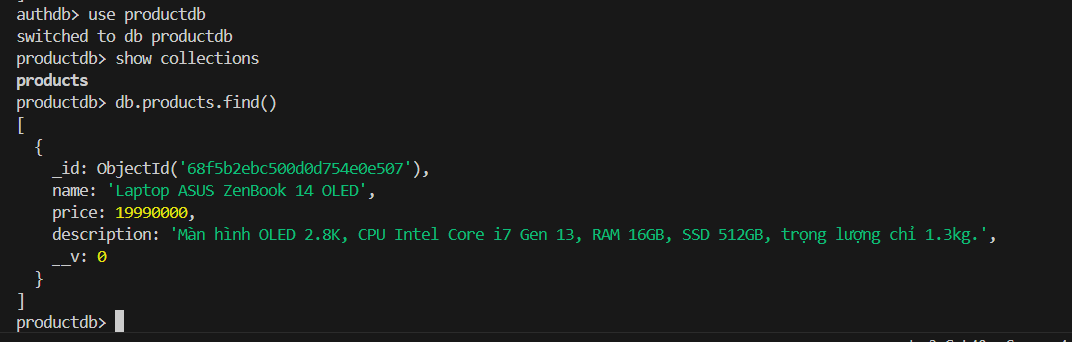 authdb> use productdb
switched to db productdb
productdb> show collections
products
productdb> db.products.find()
[
  {
    _id: ObjectId('68f5b2ebc500d0d754e0e507'),
    name: 'Laptop ASUS ZenBook 14 OLED',
    price: 19990000,
    description: 'Màn hình OLED 2.8K, CPU Intel Core i7 Gen 13, RAM 16GB, SSD 512GB, trọng lượng chỉ 1.3kg.',
    __v: 0
  }
]
productdb>